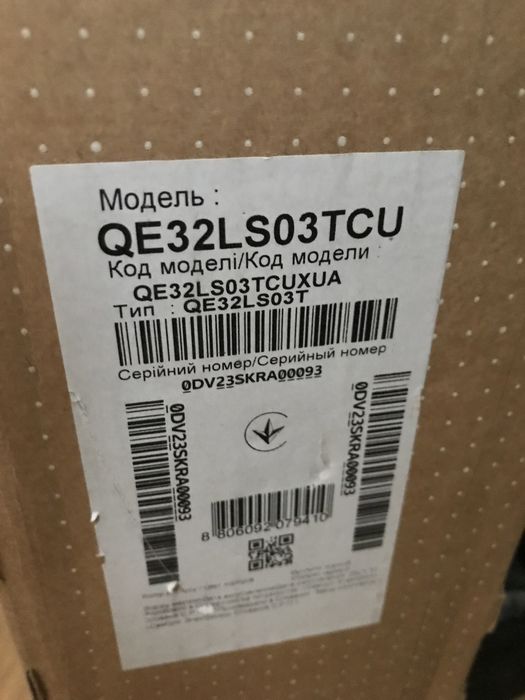 Модель :
QE32LS03TCU
Код моделі/Код модели :
QE32LS03TCUXUA
Тип : QE32LS03T
Серійний номер/Серийный номер
0DV23SKRA00093
0DV23SKRA00093
0DV23SKRA00093
8 806092 079410